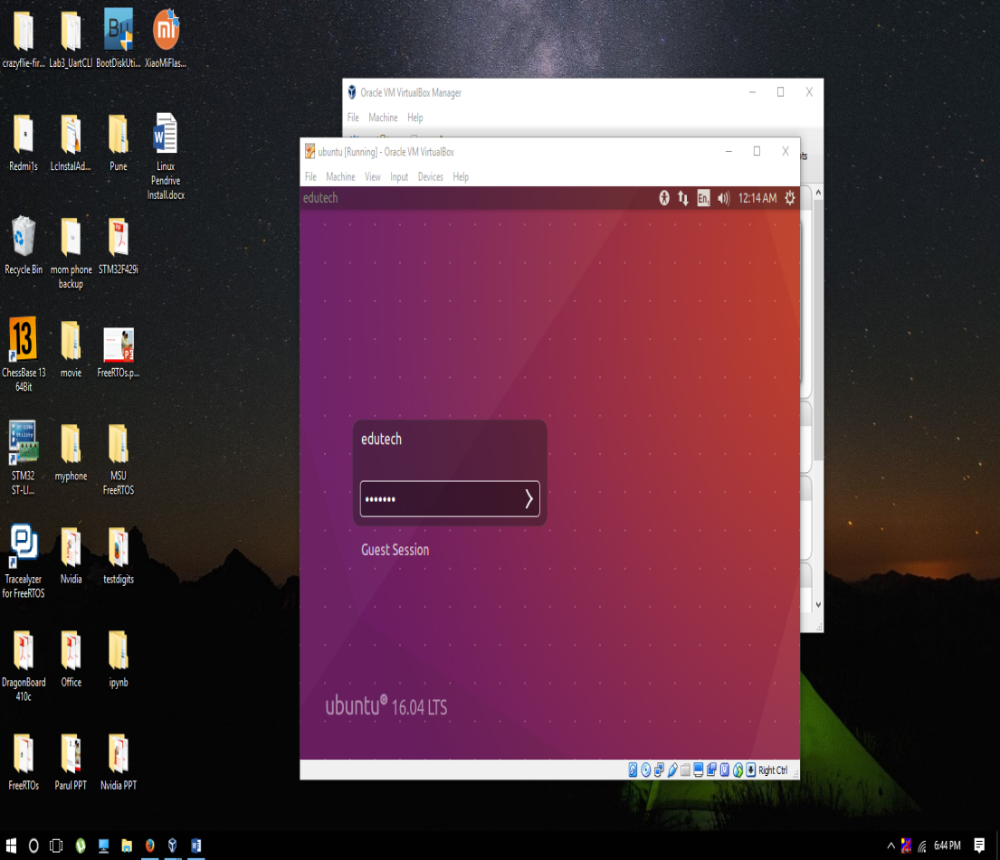 crazyflie-fir...
Lab3_UartCLI
BootDiskUti...
XiaoMiFlas...
Redmi1s
LcInstalAd...
Pune
Linux
Pendrive
Install.docx
Recycle Bin
mom phone
backup
STM32F429i
ChessBase 13
64Bit
movie
FreeRTOs.p...
STM32
ST-LI...
myphone
MSU
FreeRTOS
Tracealyzer
for FreeRTOS
Nvidia
testdigits
DragonBoard
410c
Office
ipynb
FreeRTOs
Parul PPT
Nvidia PPT
Oracle VM VirtualBox Manager
File Machine Help
ubuntu [Running] - Oracle VM VirtualBox
File Machine View Input Devices Help
edutech En 12:14 AM
edutech
Guest Session
ubuntu® 16.04 LTS
Right Ctrl
6:44 PM